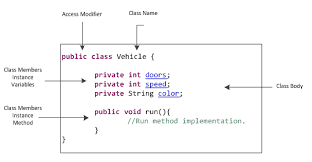 Access Modifier
Class Name
public class Vehicle {
Class Members
Instance
Variables
private int doors;
private int speed;
private String color;
Class Body
Class Members
Instance
Method
public void run(){
//Run method implementation.
}
}